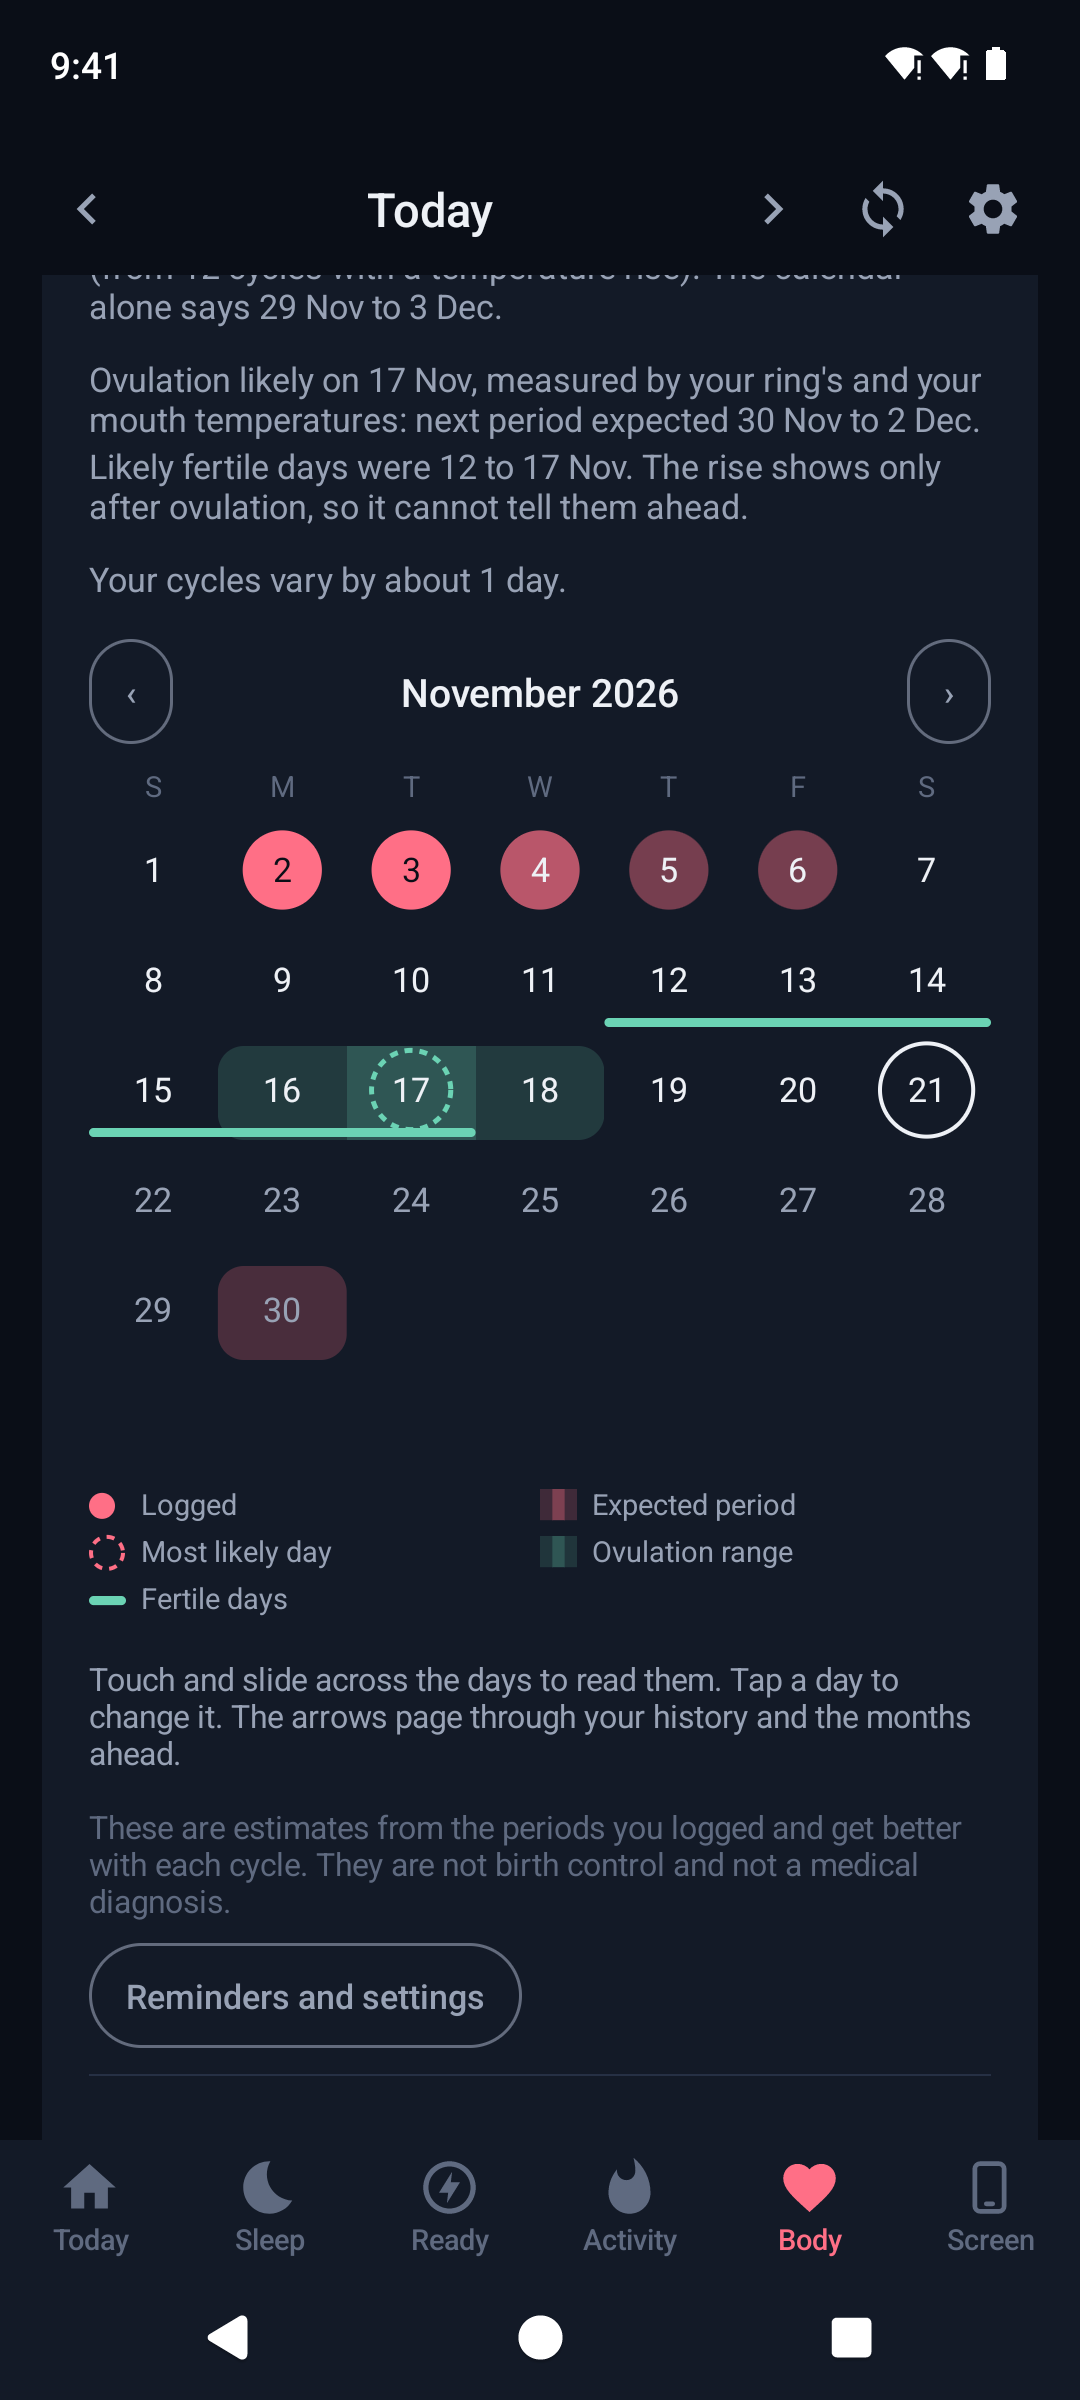 9:41
Today
(from 12 cycles with a temperature rise). The calendar
alone says 29 Nov to 3 Dec.
Ovulation likely on 17 Nov, measured by your ring's and your
mouth temperatures: next period expected 30 Nov to 2 Dec.
Likely fertile days were 12 to 17 Nov. The rise shows only
after ovulation, so it cannot tell them ahead.
Your cycles vary by about 1 day.
‹ November 2026 ›
S M T W T F S
1 2 3 4 5 6 7
8 9 10 11 12 13 14
15 16 17 18 19 20 21
22 23 24 25 26 27 28
29 30
Logged Expected period
Most likely day Ovulation range
Fertile days
Touch and slide across the days to read them. Tap a day to
change it. The arrows page through your history and the months
ahead.
These are estimates from the periods you logged and get better
with each cycle. They are not birth control and not a medical
diagnosis.
Reminders and settings
Today Sleep Ready Activity Body Screen